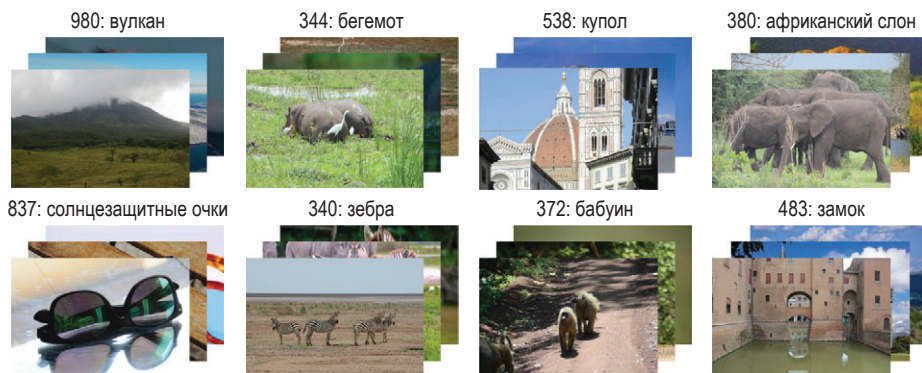 980: вулкан
344: бегемот
538: купол
380: африканский слон
837: солнцезащитные очки
340: зебра
372: бабуин
483: замок